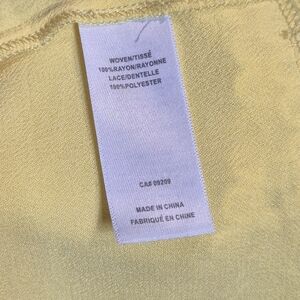 WOVEN/TISSÉ
100%RAYON/RAYONNE
LACE/DENTELLE
100%POLYESTER
CA# 09209
MADE IN CHINA
FABRIQUÉ EN CHINE